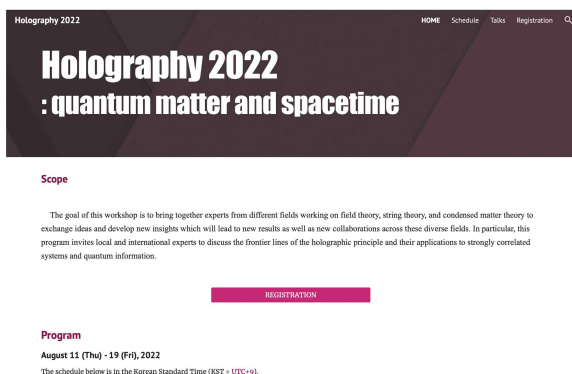 Holography 2022
HOME Schedule Talks Registration
Holography 2022
: quantum matter and spacetime
Scope
The goal of this workshop is to bring together experts from different fields working on field theory, string theory, and condensed matter theory to
exchange ideas and develop new insights which will lead to new results as well as new collaborations across these diverse fields. In particular, this
program invites local and international experts to discuss the frontier lines of the holographic principle and their applications to strongly correlated
systems and quantum information.
REGISTRATION
Program
August 11 (Thu) - 19 (Fri), 2022
The schedule below is in the Korean Standard Time (KST = UTC+9).